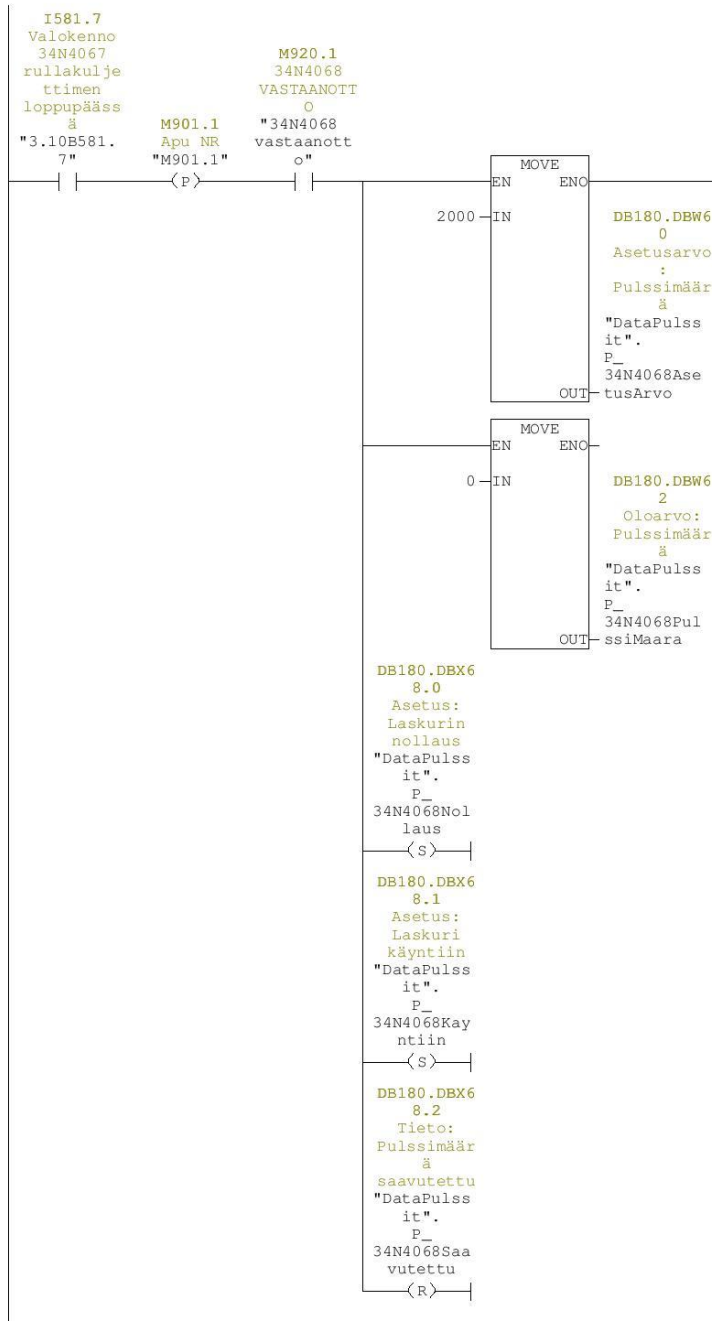 I581.7
Valokenno
34N4067
rullakulje
ttimen
loppupääss
ä
"3.10B581.
7"
M901.1
Apu NR
"M901.1"
(P)
M920.1
34N4068
VASTAANOTT
O
"34N4068
vastaanott
o"
MOVE
EN ENO
2000 IN
DB180.DBW6
0
Asetusarvo
:
Pulssimäär
ä
"DataPulss
it".
P_
34N4068Ase
OUT tusArvo
MOVE
EN ENO
0 IN
DB180.DBW6
2
Oloarvo:
Pulssimäär
ä
"DataPulss
it".
P_
34N4068Pul
OUT ssiMaara
DB180.DBX6
8.0
Asetus:
Laskurin
nollaus
"DataPulss
it".
P_
34N4068Nol
laus
(S)
DB180.DBX6
8.1
Asetus:
Laskuri
käyntiin
"DataPulss
it".
P_
34N4068Kay
ntiin
(S)
DB180.DBX6
8.2
Tieto:
Pulssimäär
ä
saavutettu
"DataPulss
it".
P_
34N4068Saa
vutettu
(R)